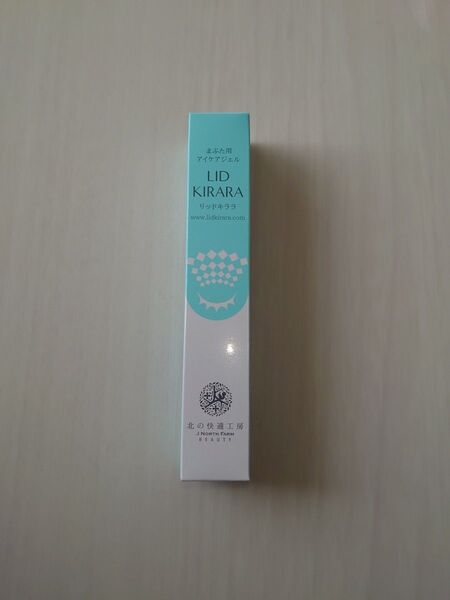 まぶた用
アイケアジェル
LID
KIRARA
リッドキララ
www.lidkirara.com
北の快適工房
J NORTH FARM
BEAUTY